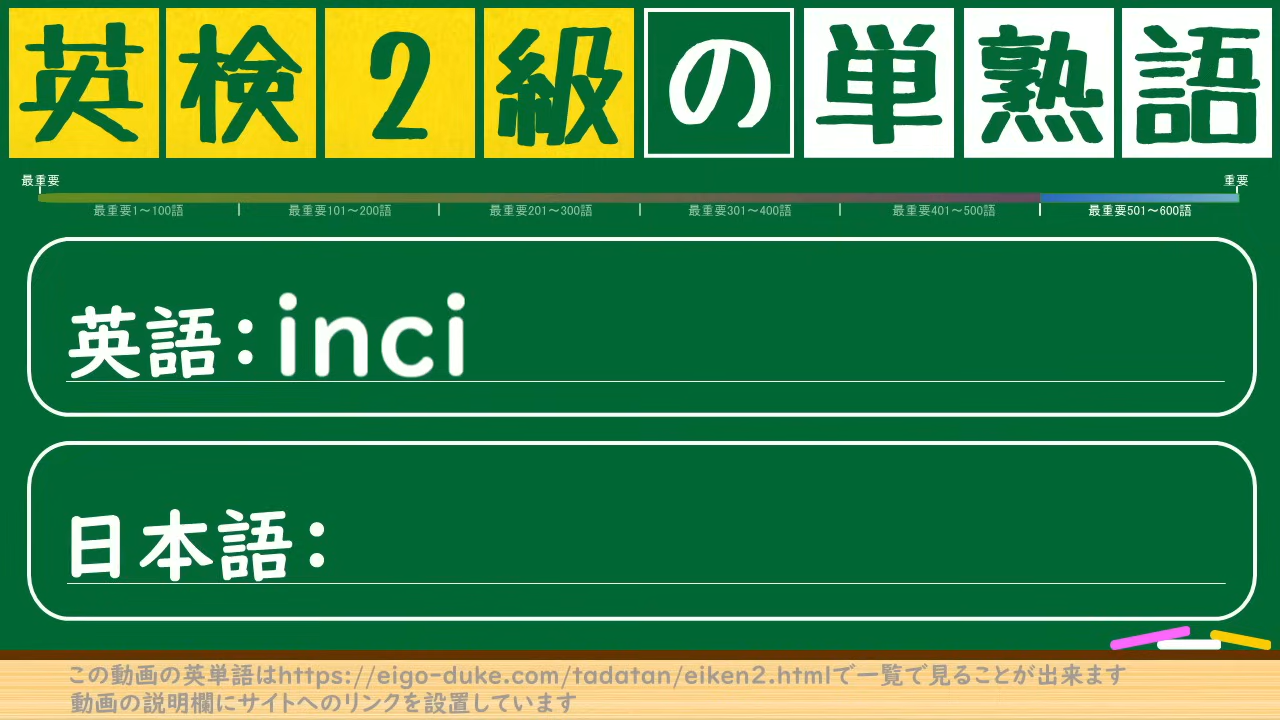 英検2級の単熟語
最重要 重要
最重要1～100語 最重要101～200語 最重要201～300語 最重要301～400語 最重要401～500語 最重要501～600語
英語：inci
日本語：
この動画の英単語はhttps://eigo-duke.com/tadatan/eiken2.htmlで一覧で見ることが出来ます
動画の説明欄にサイトへのリンクを設置しています